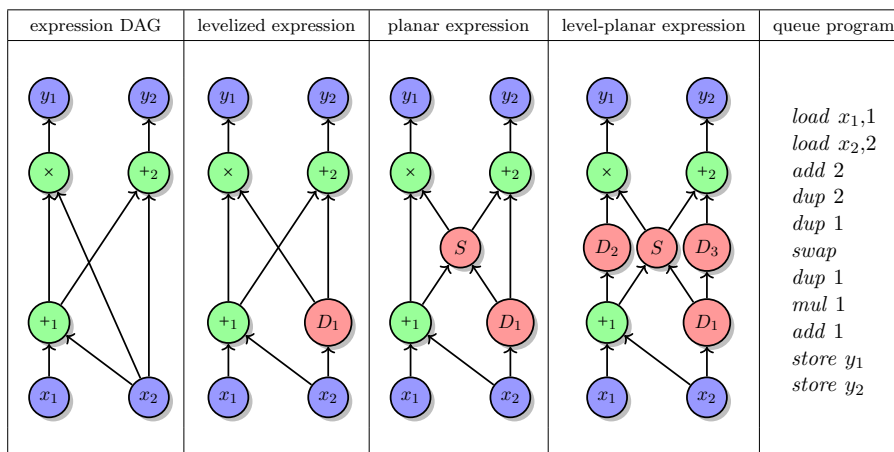 expression DAG levelized expression planar expression level-planar expression queue program
y₁ y₂ y₁ y₂ y₁ y₂ y₁ y₂
× +₂ × +₂ × +₂ × +₂
S D₂ S D₃
+₁ +₁ D₁ +₁ D₁ +₁ D₁
x₁ x₂ x₁ x₂ x₁ x₂ x₁ x₂
load x₁,1
load x₂,2
add 2
dup 2
dup 1
swap
dup 1
mul 1
add 1
store y₁
store y₂